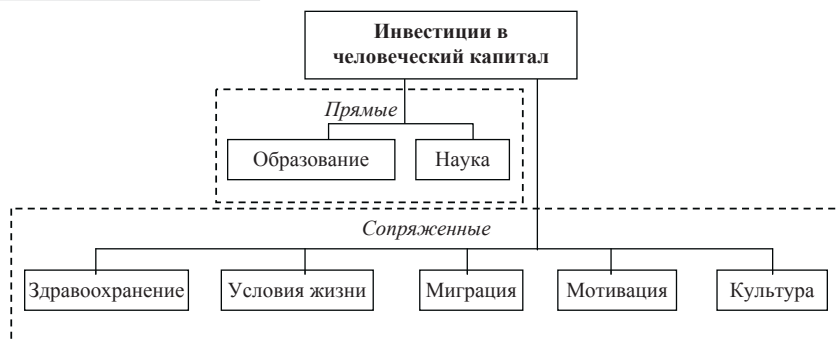 Инвестиции в
человеческий капитал
Прямые
Образование
Наука
Сопряженные
Здравоохранение
Условия жизни
Миграция
Мотивация
Культура